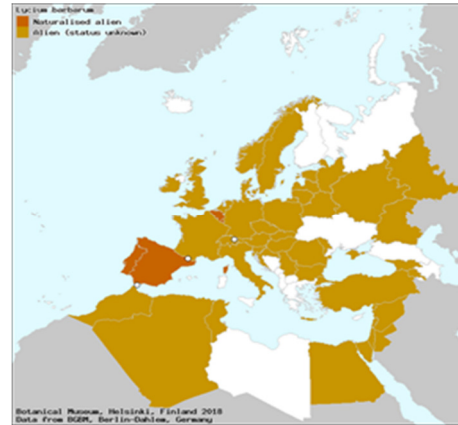 Lycium barbarum
Naturalised alien
Alien (status unknown)
Botanical Museum, Helsinki, Finland 2018
Data from BGBM, Berlin-Dahlem, Germany